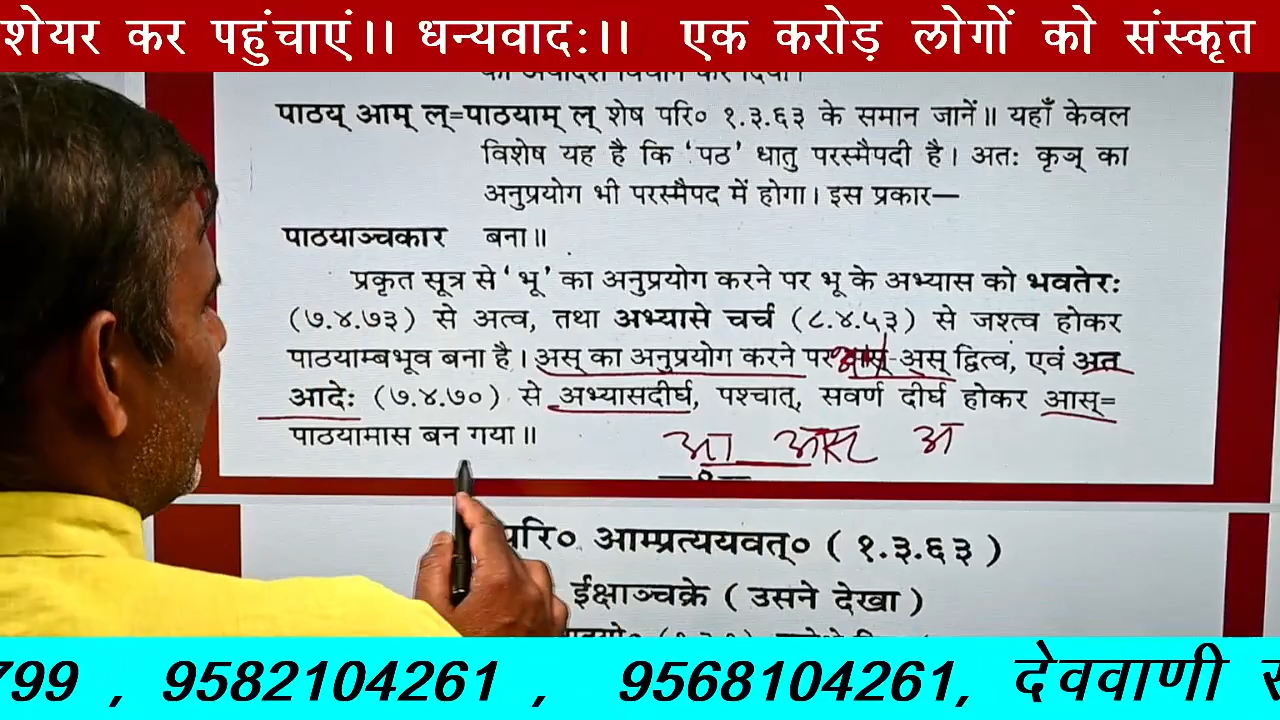 शेयर कर पहुंचाएं।। धन्यवादः।। एक करोड़ लोगों को संस्कृत
पाठय् आम् ल्=पाठयाम् ल् शेष परि० १.३.६३ के समान जानें॥ यहाँ केवल
विशेष यह है कि 'पठ' धातु परस्मैपदी है। अतः कृञ् का
अनुप्रयोग भी परस्मैपद में होगा। इस प्रकार—
पाठयाञ्चकार बना॥
प्रकृत सूत्र से 'भू' का अनुप्रयोग करने पर भू के अभ्यास को भवतेरः
(७.४.७३) से अत्व, तथा अभ्यासे चर्च (८.४.५३) से जश्त्व होकर
पाठयाम्बभूव बना है। अस् का अनुप्रयोग करने पर अस् द्वित्व, एवं अत
आदेः (७.४.७०) से अभ्यासदीर्घ, पश्चात्, सवर्ण दीर्घ होकर आस्=
पाठयामास बन गया॥
आ आस अ
—०—
परि० आम्प्रत्ययवत्० ( १.३.६३ )
ईक्षाञ्चक्रे ( उसने देखा )
799 , 9582104261 , 9568104261, देववाणी